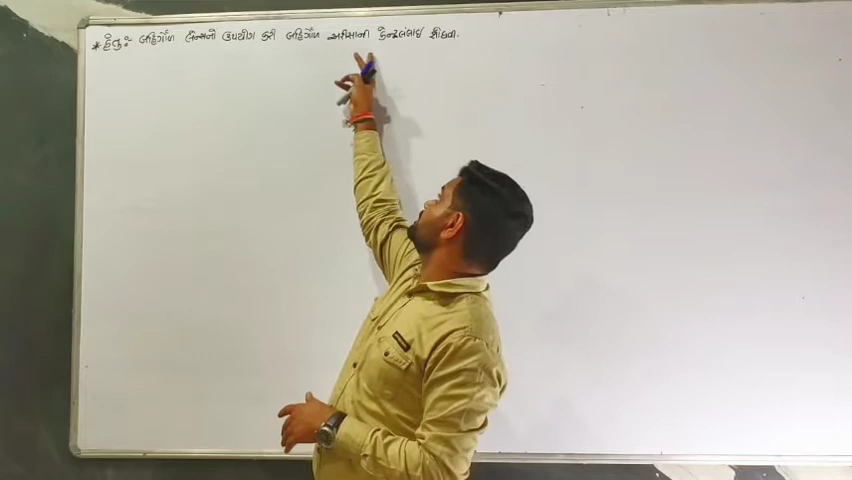 * હેતુ: બહિર્ગોળ લેન્સનો ઉપયોગ કરી બહિર્ગોળ અરીસાની કેન્દ્રલંબાઇ શોધવી.